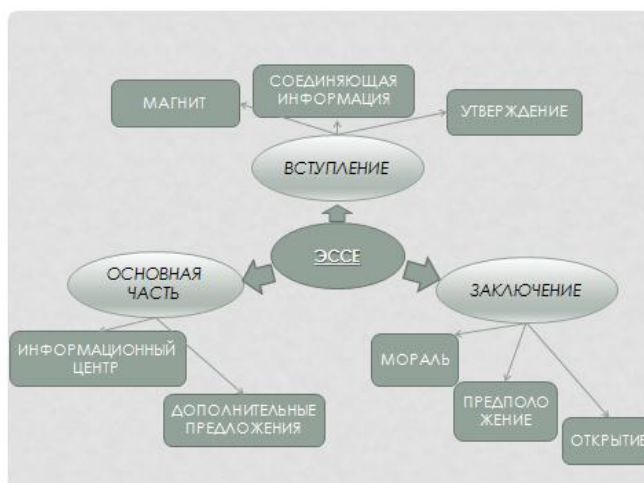 МАГНИТ
СОЕДИНЯЮЩАЯ
ИНФОРМАЦИЯ
УТВЕРЖДЕНИЕ
ВСТУПЛЕНИЕ
ЭССЕ
ОСНОВНАЯ
ЧАСТЬ
ИНФОРМАЦИОННЫЙ
ЦЕНТР
ДОПОЛНИТЕЛЬНЫЕ
ПРЕДЛОЖЕНИЯ
ЗАКЛЮЧЕНИЕ
МОРАЛЬ
ПРЕДПОЛО
ЖЕНИЕ
ОТКРЫТИЕ